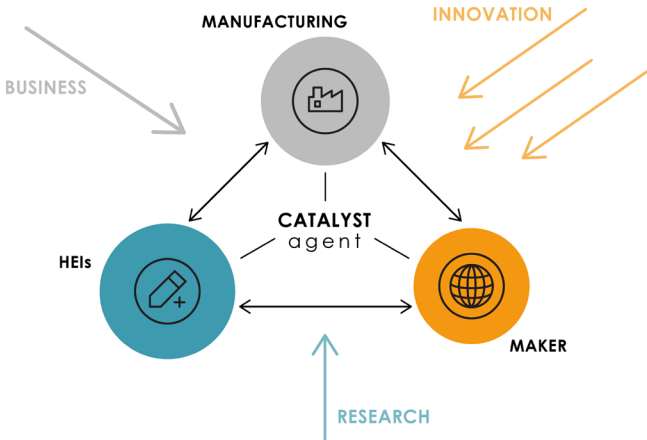 MANUFACTURING
INNOVATION
BUSINESS
CATALYST
agent
HEIs
MAKER
RESEARCH